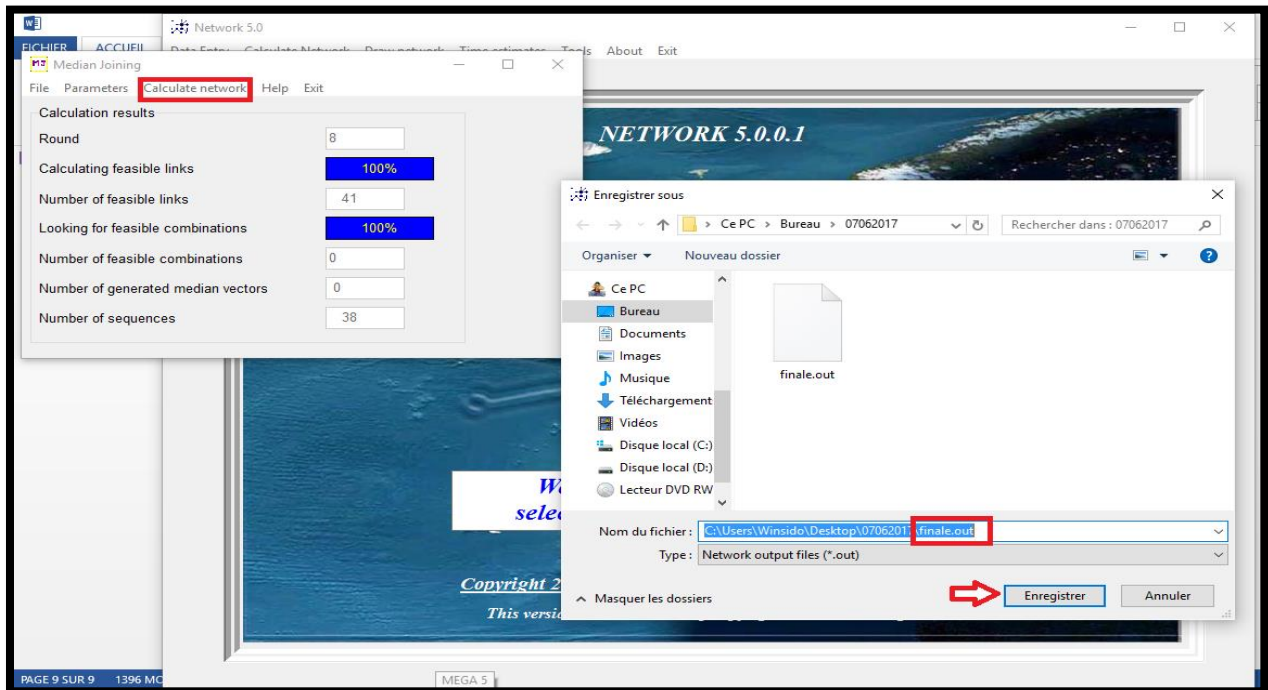 Network 5.0
FICHIER ACCUEIL
Data Entry Calculate Network Draw network Time estimates Tools About Exit
Median Joining
File Parameters Calculate network Help Exit
Calculation results
Round 8
Calculating feasible links 100%
Number of feasible links 41
Looking for feasible combinations 100%
Number of feasible combinations 0
Number of generated median vectors 0
Number of sequences 38
NETWORK 5.0.0.1
Enregistrer sous
Ce PC > Bureau > 07062017
Rechercher dans : 07062017
Organiser Nouveau dossier
Ce PC
Bureau
Documents
Images
Musique
Téléchargement
Vidéos
Disque local (C:)
Disque local (D:)
Lecteur DVD RW
finale.out
Nom du fichier : C:\Users\Winsido\Desktop\07062017\finale.out
Type : Network output files (*.out)
Masquer les dossiers
Enregistrer Annuler
Copyright 2
This versi
PAGE 9 SUR 9 1396 MO
MEGA 5